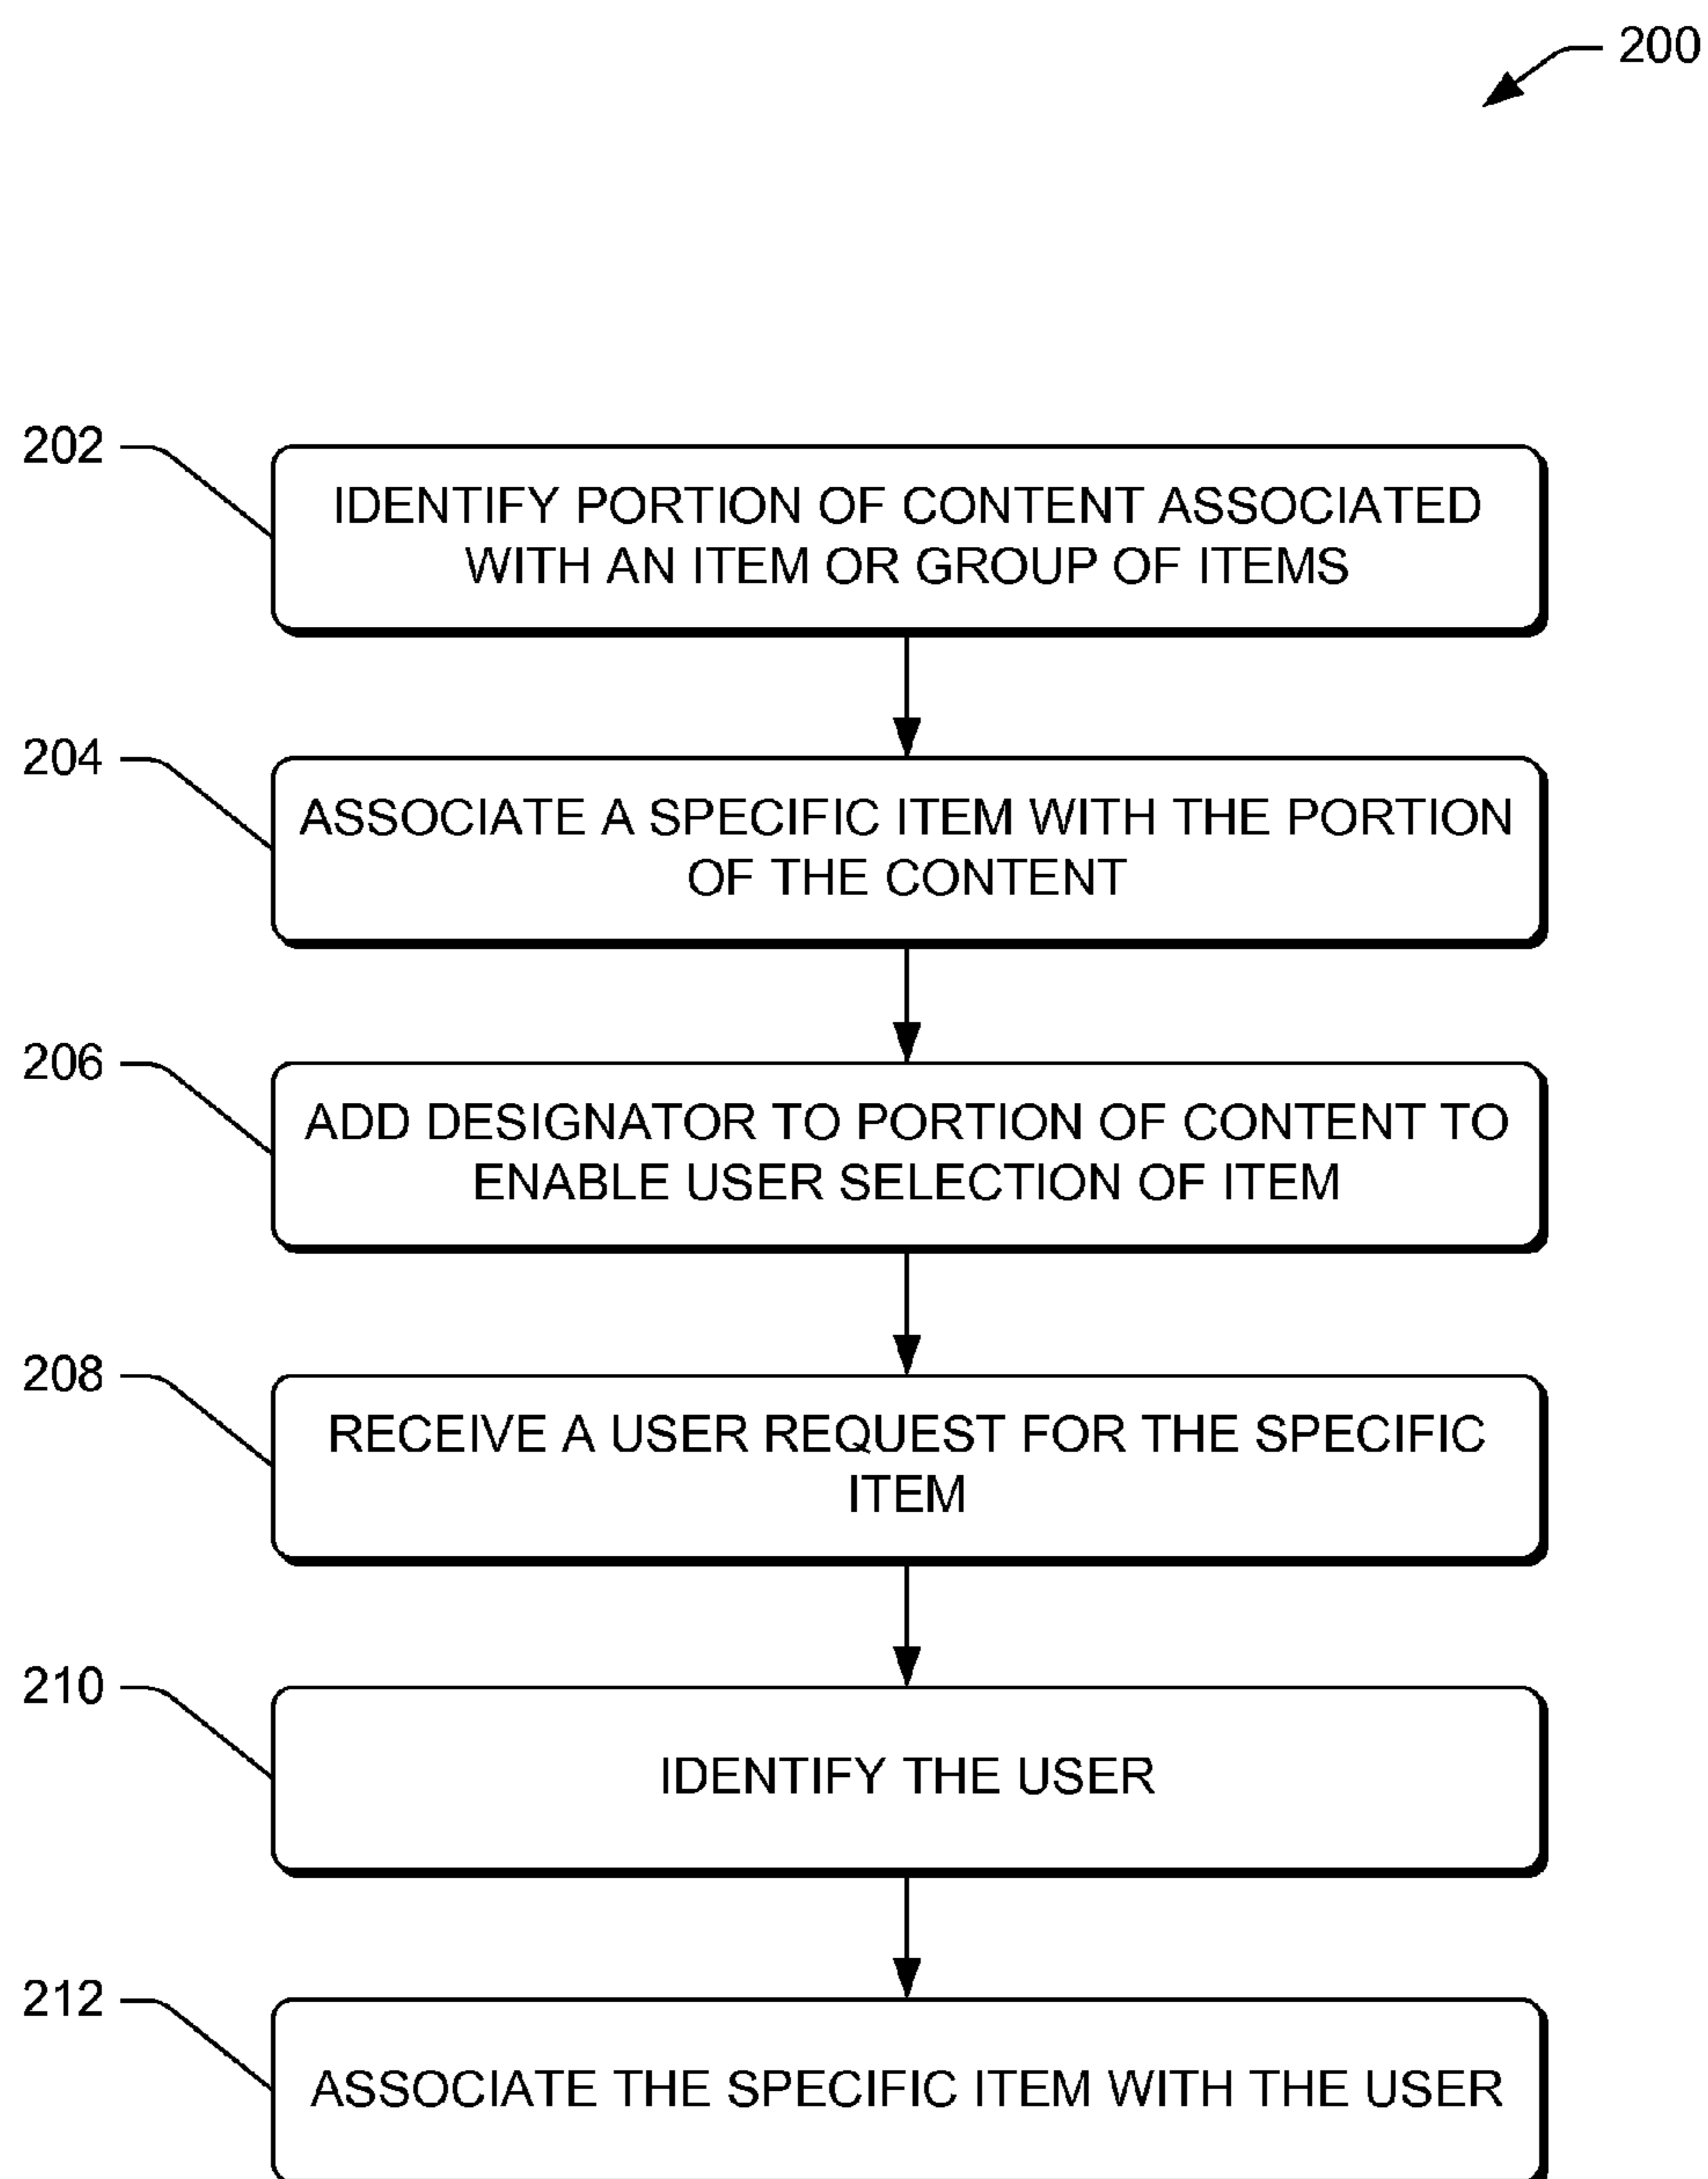 200
202
IDENTIFY PORTION OF CONTENT ASSOCIATED
WITH AN ITEM OR GROUP OF ITEMS
204
ASSOCIATE A SPECIFIC ITEM WITH THE PORTION
OF THE CONTENT
206
ADD DESIGNATOR TO PORTION OF CONTENT TO
ENABLE USER SELECTION OF ITEM
208
RECEIVE A USER REQUEST FOR THE SPECIFIC
ITEM
210
IDENTIFY THE USER
212
ASSOCIATE THE SPECIFIC ITEM WITH THE USER